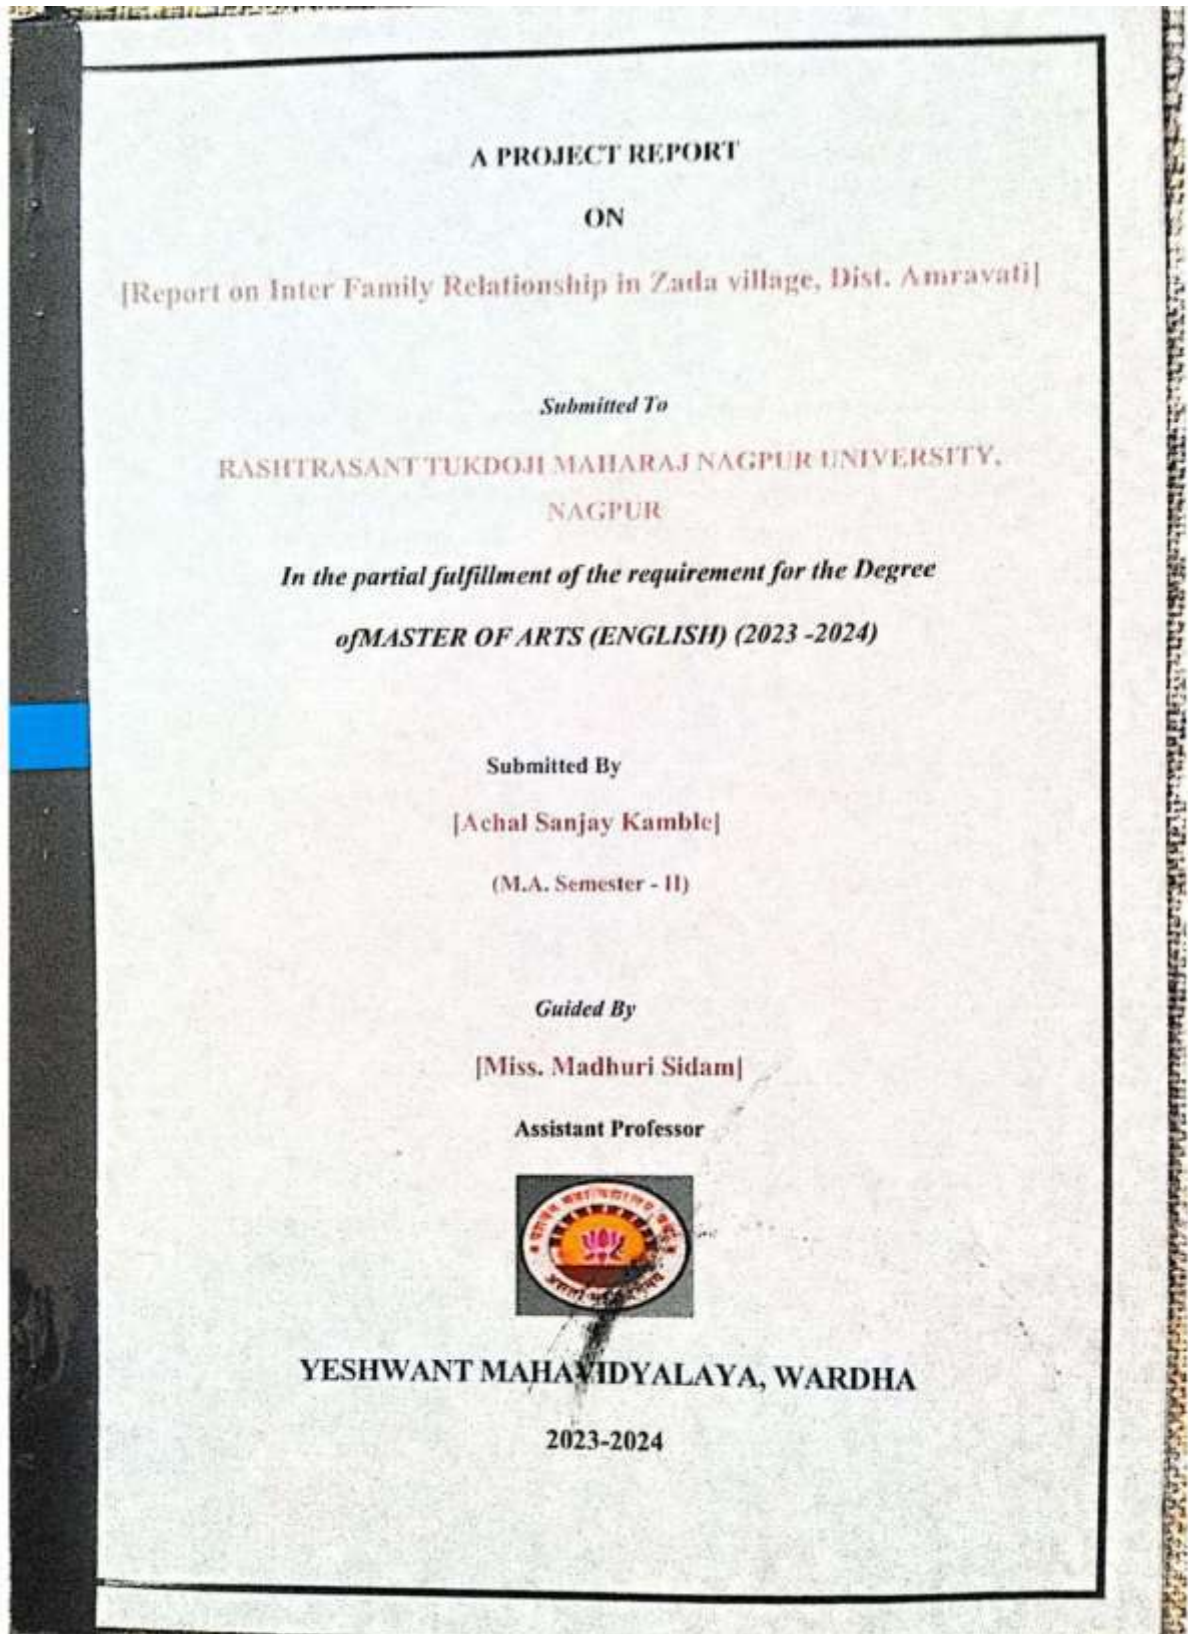 A PROJECT REPORT
ON
[Report on Inter Family Relationship in Zada village, Dist. Amravati]
Submitted To
RASHTRASANT TUKDOJI MAHARAJ NAGPUR UNIVERSITY,
NAGPUR
In the partial fulfillment of the requirement for the Degree
ofMASTER OF ARTS (ENGLISH) (2023 -2024)
Submitted By
[Achal Sanjay Kamble]
(M.A. Semester - II)
Guided By
[Miss. Madhuri Sidam]
Assistant Professor
YESHWANT MAHAVIDYALAYA, WARDHA
2023-2024